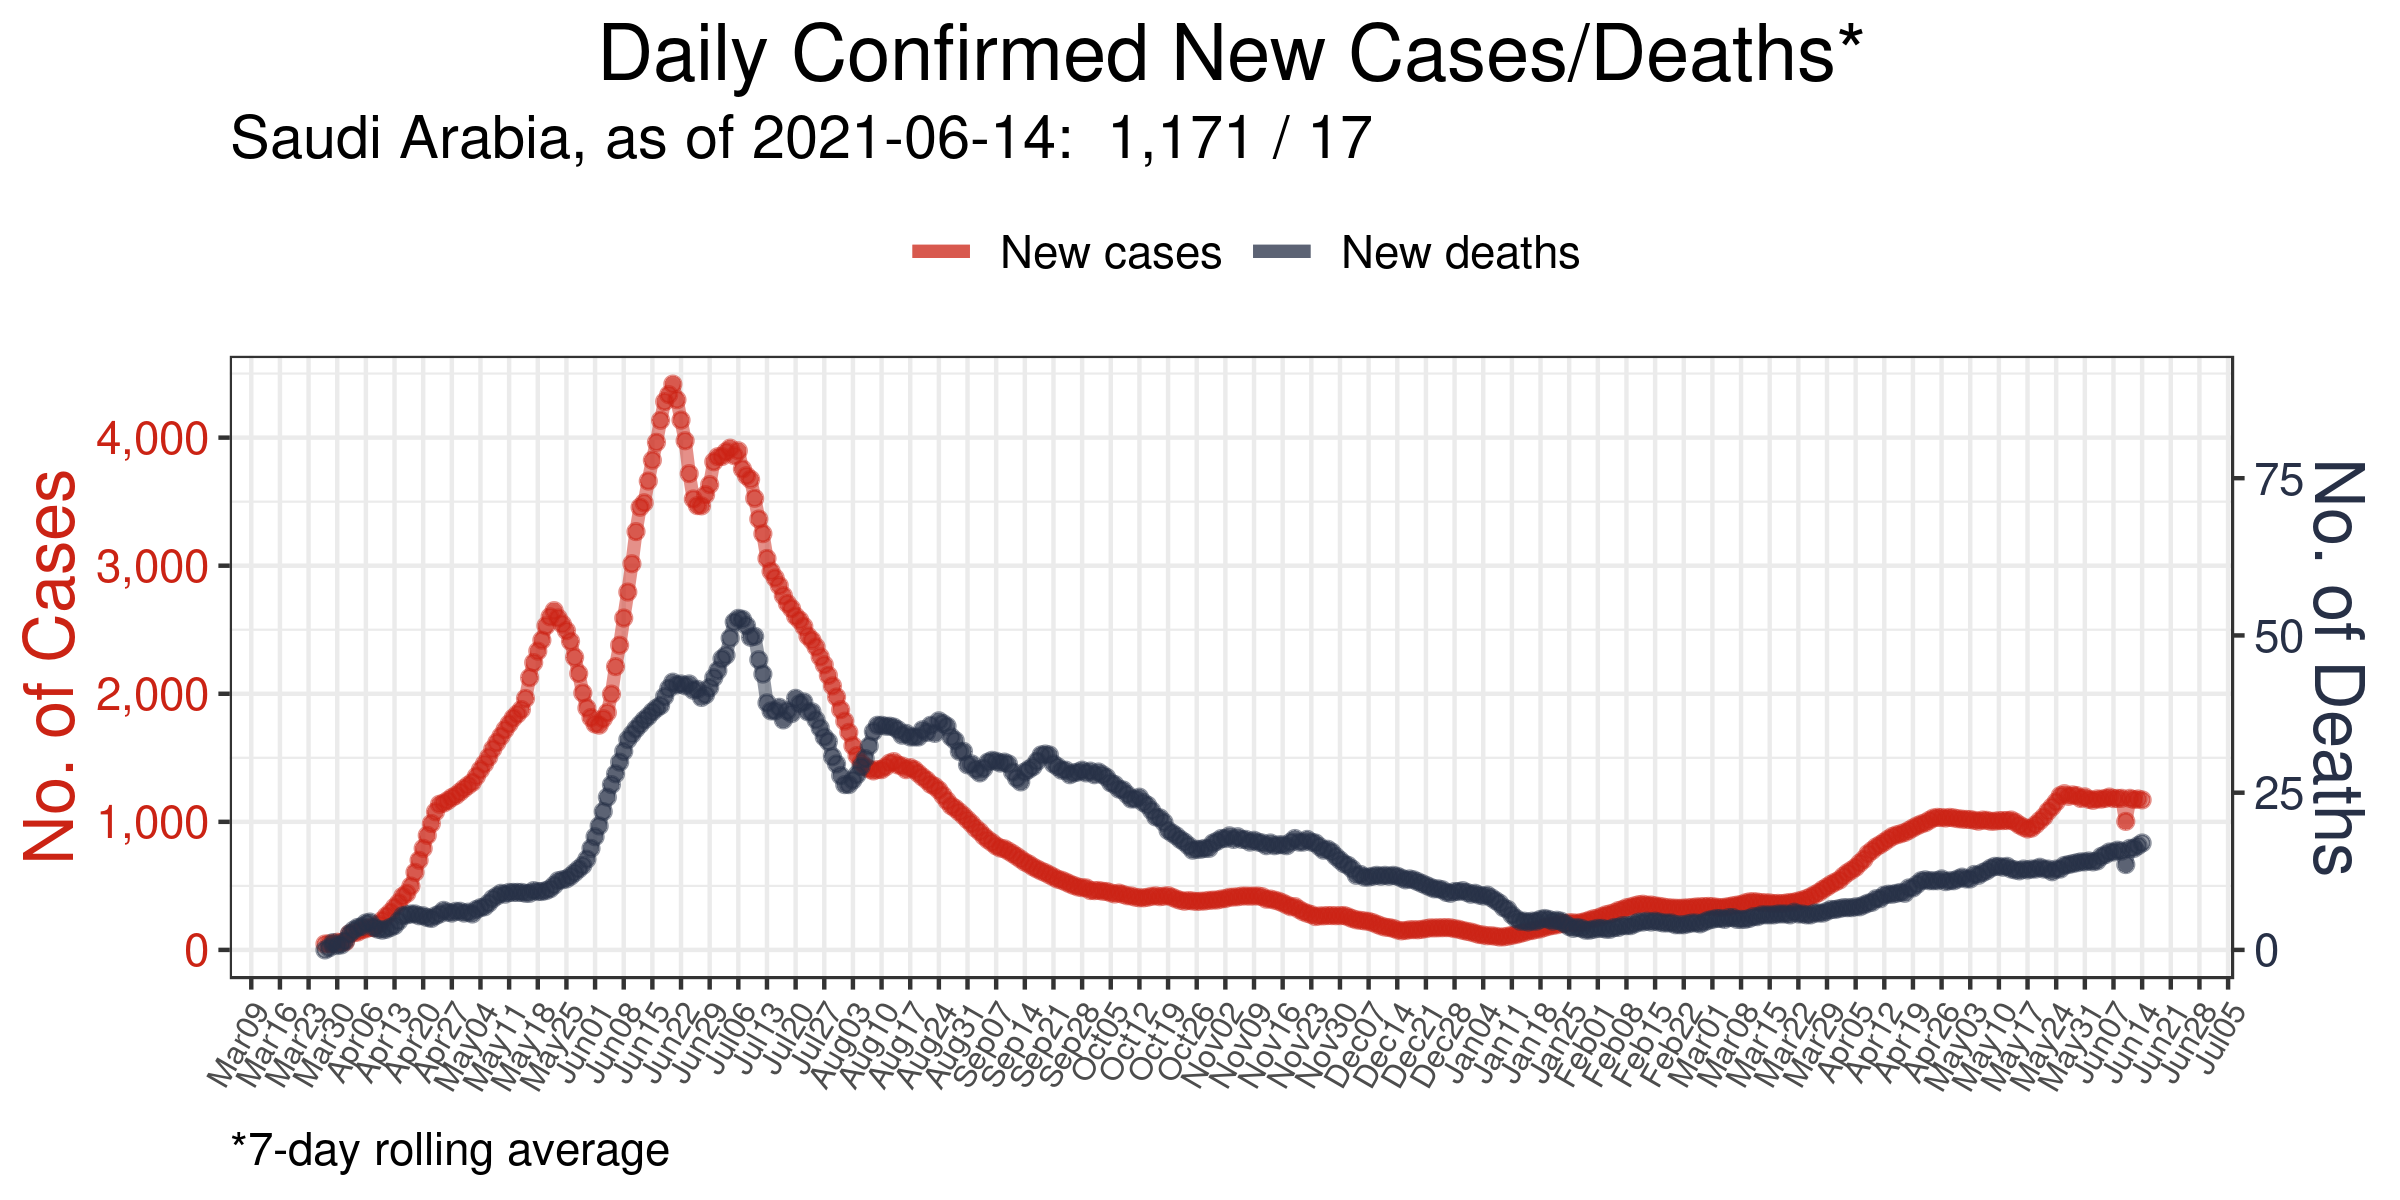 Daily Confirmed New Cases/Deaths*
Saudi Arabia, as of 2021-06-14:  1,171 / 17
New cases
New deaths
No. of Cases
4,000
3,000
2,000
1,000
0
75
50
25
0
No. of Deaths
Mar09
Mar16
Mar23
Mar30
Apr06
Apr13
Apr20
Apr27
May04
May11
May18
May25
Jun01
Jun08
Jun15
Jun22
Jun29
Jul06
Jul13
Jul20
Jul27
Aug03
Aug10
Aug17
Aug24
Aug31
Sep07
Sep14
Sep21
Sep28
Oct05
Oct12
Oct19
Oct26
Nov02
Nov09
Nov16
Nov23
Nov30
Dec07
Dec14
Dec21
Dec28
Jan04
Jan11
Jan18
Jan25
Feb01
Feb08
Feb15
Feb22
Mar01
Mar08
Mar15
Mar22
Mar29
Apr05
Apr12
Apr19
Apr26
May03
May10
May17
May24
May31
Jun07
Jun14
Jun21
Jun28
Jul05
*7-day rolling average